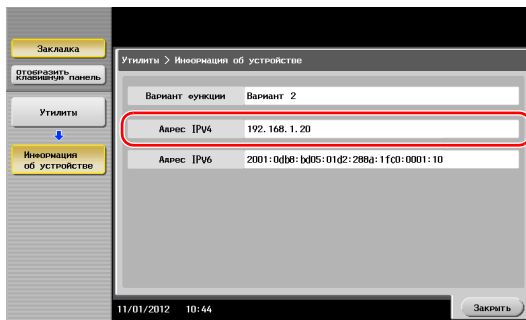 Закладка
Отобразить
клавишную панель
Утилиты
Информация
об устройстве
Утилиты > Информация об устройстве
Вариант функции Вариант 2
Адрес IPv4 192.168.1.20
Адрес IPv6 2001:0db8:bd05:01d2:288a:1fc0:0001:10
11/01/2012 10:44
Закрыть